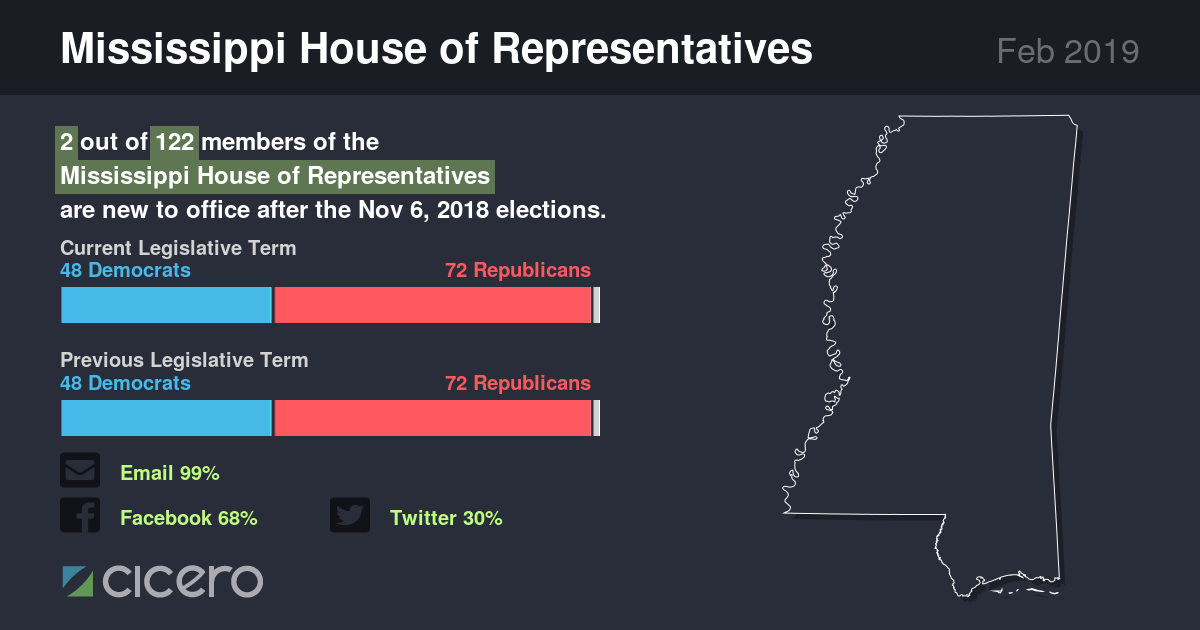 Mississippi House of Representatives
Feb 2019
2 out of 122 members of the
Mississippi House of Representatives
are new to office after the Nov 6, 2018 elections.
Current Legislative Term
48 Democrats 72 Republicans
Previous Legislative Term
48 Democrats 72 Republicans
Email 99%
Facebook 68% Twitter 30%
cicero